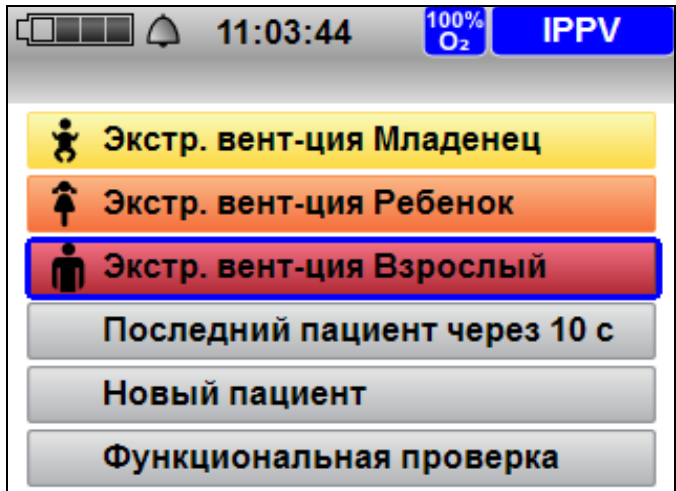 11:03:44 100% O₂ IPPV
Экстр. вент-ция Младенец
Экстр. вент-ция Ребенок
Экстр. вент-ция Взрослый
Последний пациент через 10 с
Новый пациент
Функциональная проверка